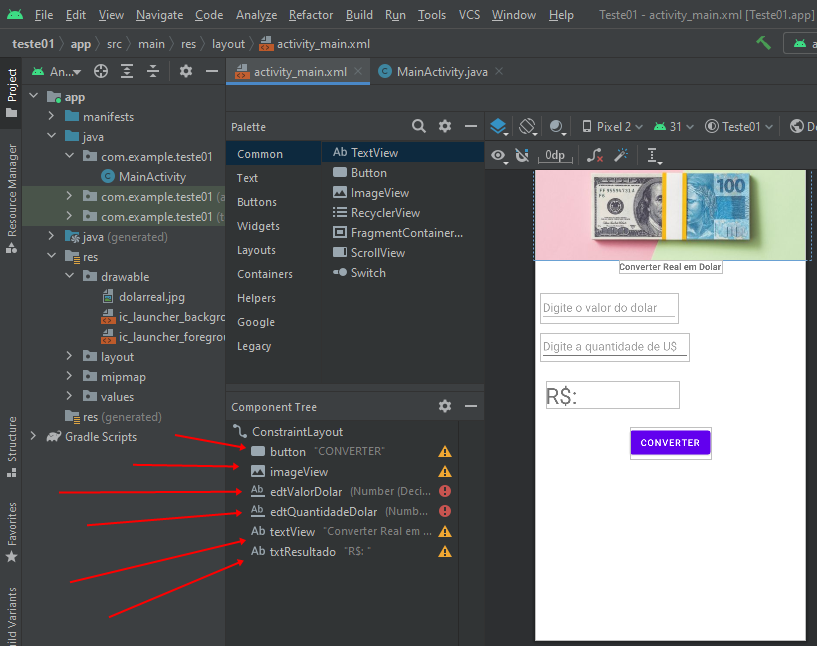 File Edit View Navigate Code Analyze Refactor Build Run Tools VCS Window Help Teste01 - activity_main.xml [Teste01.app]
teste01 app src main res layout activity_main.xml
An... activity_main.xml MainActivity.java
Project
Resource Manager
Structure
Favorites
app
manifests
java
com.example.teste01
MainActivity
com.example.teste01
com.example.teste01
java (generated)
res
drawable
dolarreal.jpg
ic_launcher_backgro
ic_launcher_foregrou
layout
mipmap
values
res (generated)
Gradle Scripts
Palette
Common
Text
Buttons
Widgets
Layouts
Containers
Helpers
Google
Legacy
Ab TextView
Button
ImageView
RecyclerView
FragmentContainer...
ScrollView
Switch
Component Tree
ConstraintLayout
button "CONVERTER"
imageView
Ab edtValorDolar (Number (Deci...
Ab edtQuantidadeDolar (Numb...
Ab textView "Converter Real em ...
Ab txtResultado "R$: "
Pixel 2 31 Teste01
0dp
100
Converter Real em Dolar
Digite o valor do dolar
Digite a quantidade de U$
R$:
CONVERTER